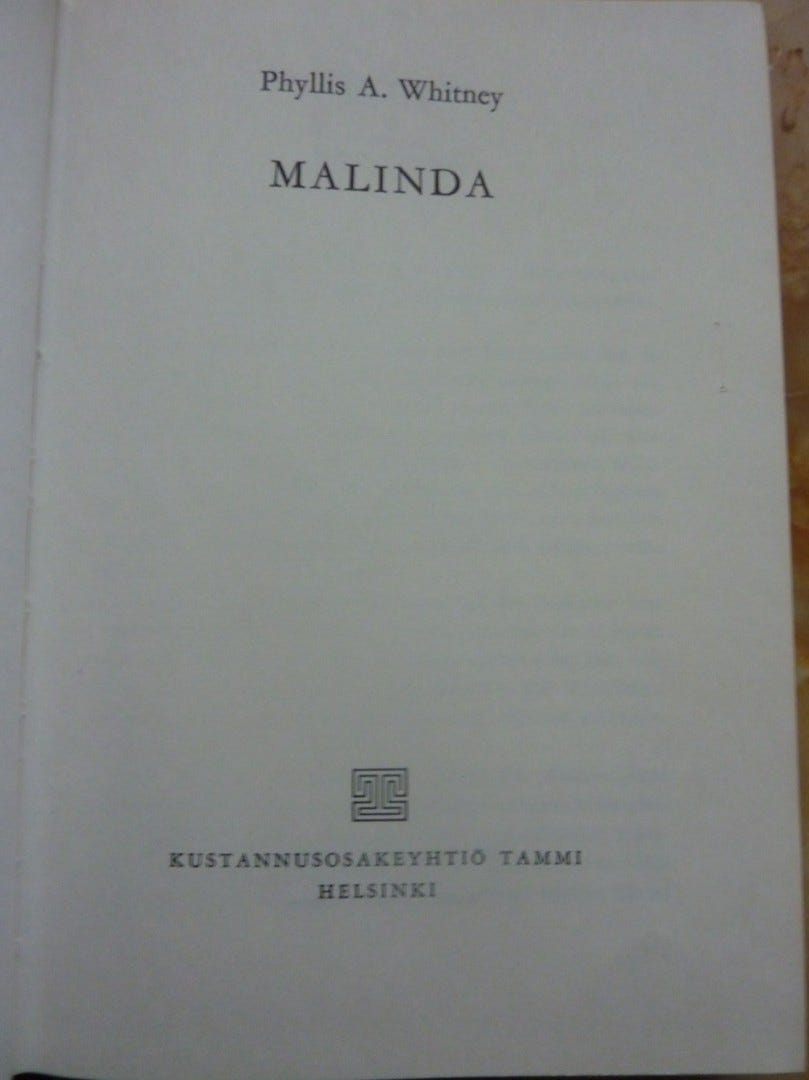 Phyllis A. Whitney
MALINDA
KUSTANNUSOSAKEYHTIÖ TAMMI
HELSINKI